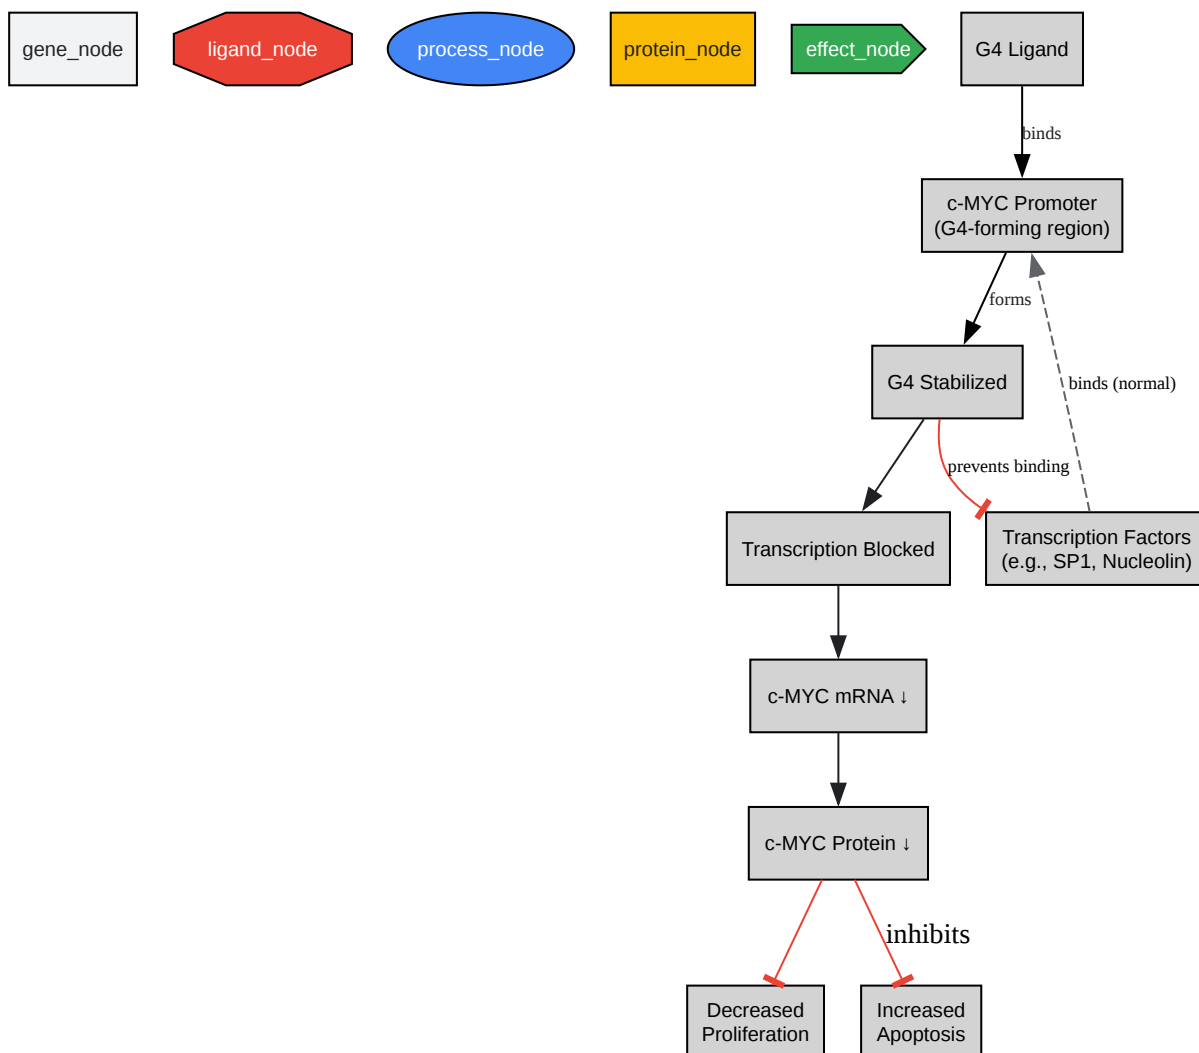 gene_node
ligand_node
process_node
protein_node
effect_node
G4 Ligand
binds
c-MYC Promoter
(G4-forming region)
forms
G4 Stabilized
binds (normal)
prevents binding
Transcription Blocked
Transcription Factors
(e.g., SP1, Nucleolin)
c-MYC mRNA ↓
c-MYC Protein ↓
inhibits
Decreased
Proliferation
Increased
Apoptosis